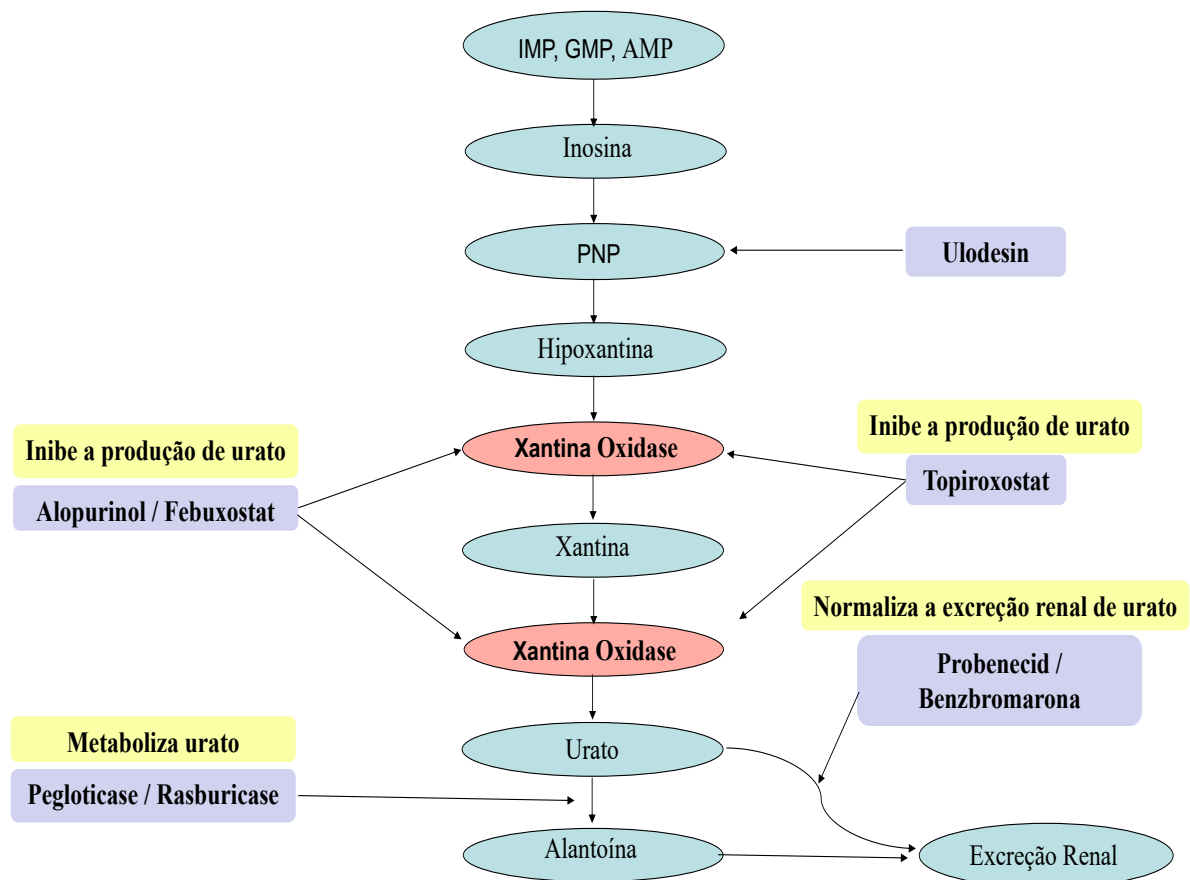 IMP, GMP, AMP
Inosina
PNP
Ulodesin
Hipoxantina
Inibe a produção de urato
Alopurinol / Febuxostat
Xantina Oxidase
Inibe a produção de urato
Topiroxostat
Xantina
Normaliza a excreção renal de urato
Probenecid /
Benzbromarona
Xantina Oxidase
Metaboliza urato
Pegloticase / Rasburicase
Urato
Alantoína
Excreção Renal